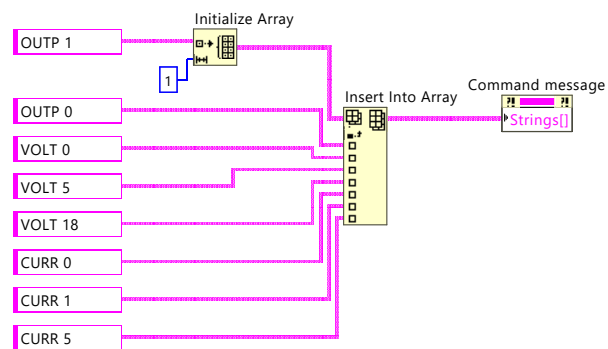 Initialize Array
OUTP 1
1
Command message
Insert Into Array
OUTP 0
Strings[]
VOLT 0
VOLT 5
VOLT 18
CURR 0
CURR 1
CURR 5